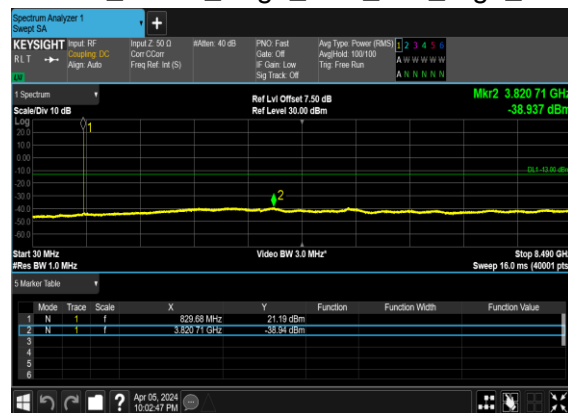 Spectrum Analyzer 1
Swept SA
+
KEYSIGHT Input: RF Input Z: 50 Ω #Atten: 40 dB PNO: Fast Avg Type: Power (RMS) 1 2 3 4 5 6
RLT Coupling: DC Corr CCorr Gate: Off Avg|Hold: 100/100 A W W W W W
Align: Auto Freq Ref: Int (S) IF Gain: Low Trig: Free Run
Sig Track: Off A N N N N N
1 Spectrum Ref Lvl Offset 7.50 dB Mkr2 3.820 71 GHz
Scale/Div 10 dB Ref Level 30.00 dBm -38.937 dBm
Log
1
20.0
10.0
0.00
-10.0
DL1 -13.00 dBm
-20.0
-30.0
2
-40.0
-50.0
-60.0
Start 30 MHz Video BW 3.0 MHz* Stop 8.490 GHz
#Res BW 1.0 MHz Sweep 16.0 ms (40001 pts)
5 Marker Table
Mode Trace Scale X Y Function Function Width Function Value
1 N 1 f 829.68 MHz 21.19 dBm
2 N 1 f 3.820 71 GHz -38.94 dBm
3
4
5
6
? Apr 05, 2024
10:02:47 PM